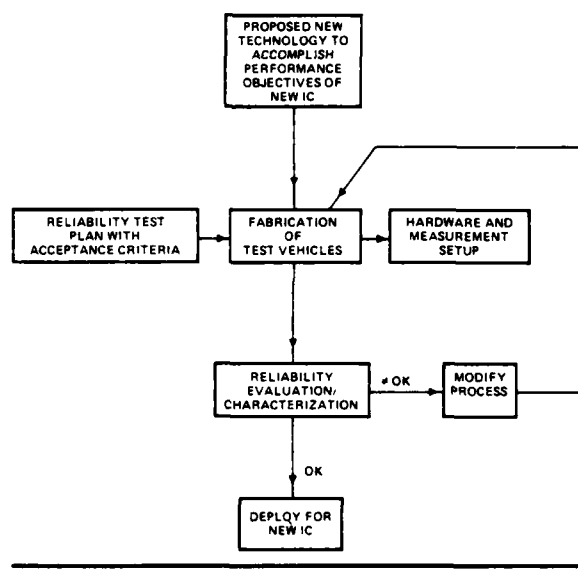 PROPOSED NEW
TECHNOLOGY TO
ACCOMPLISH
PERFORMANCE
OBJECTIVES OF
NEW IC
RELIABILITY TEST
PLAN WITH
ACCEPTANCE CRITERIA
FABRICATION
OF
TEST VEHICLES
HARDWARE AND
MEASUREMENT
SETUP
RELIABILITY
EVALUATION/
CHARACTERIZATION
≠ OK
MODIFY
PROCESS
OK
DEPLOY FOR
NEW IC